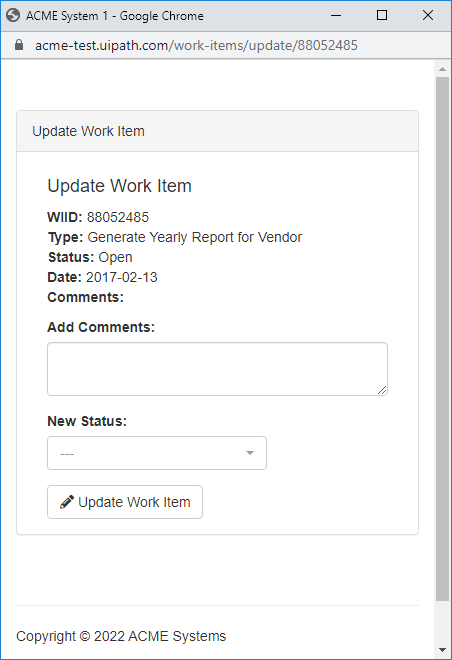 ACME System 1 - Google Chrome
acme-test.uipath.com/work-items/update/88052485
Update Work Item
Update Work Item
WIID: 88052485
Type: Generate Yearly Report for Vendor
Status: Open
Date: 2017-02-13
Comments:
Add Comments:
New Status:
---
Update Work Item
Copyright © 2022 ACME Systems